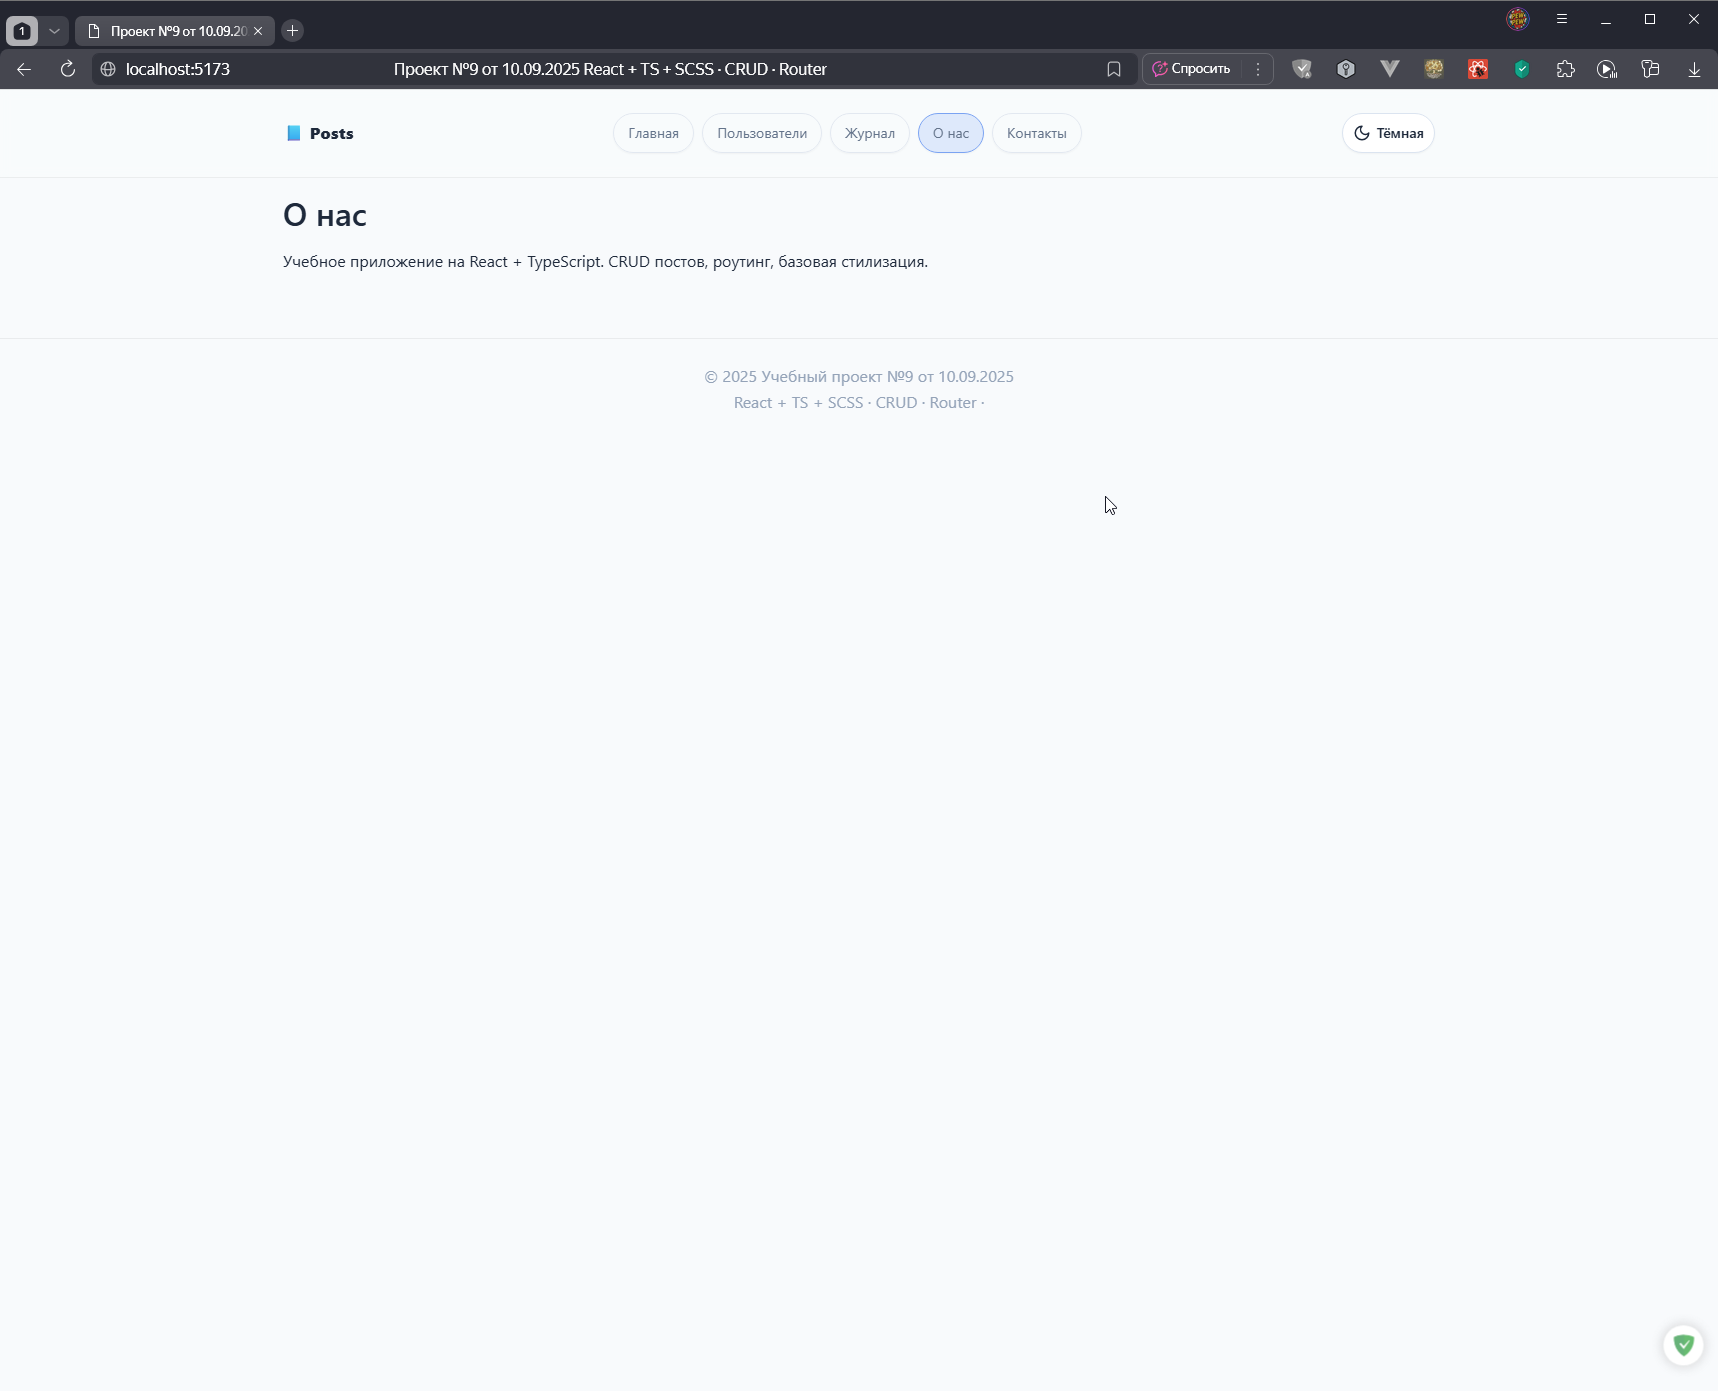 1
Проект №9 от 10.09.20
localhost:5173
Проект №9 от 10.09.2025 React + TS + SCSS · CRUD · Router
Спросить
Posts
Главная
Пользователи
Журнал
О нас
Контакты
Тёмная
О нас
Учебное приложение на React + TypeScript. CRUD постов, роутинг, базовая стилизация.
© 2025 Учебный проект №9 от 10.09.2025
React + TS + SCSS · CRUD · Router ·